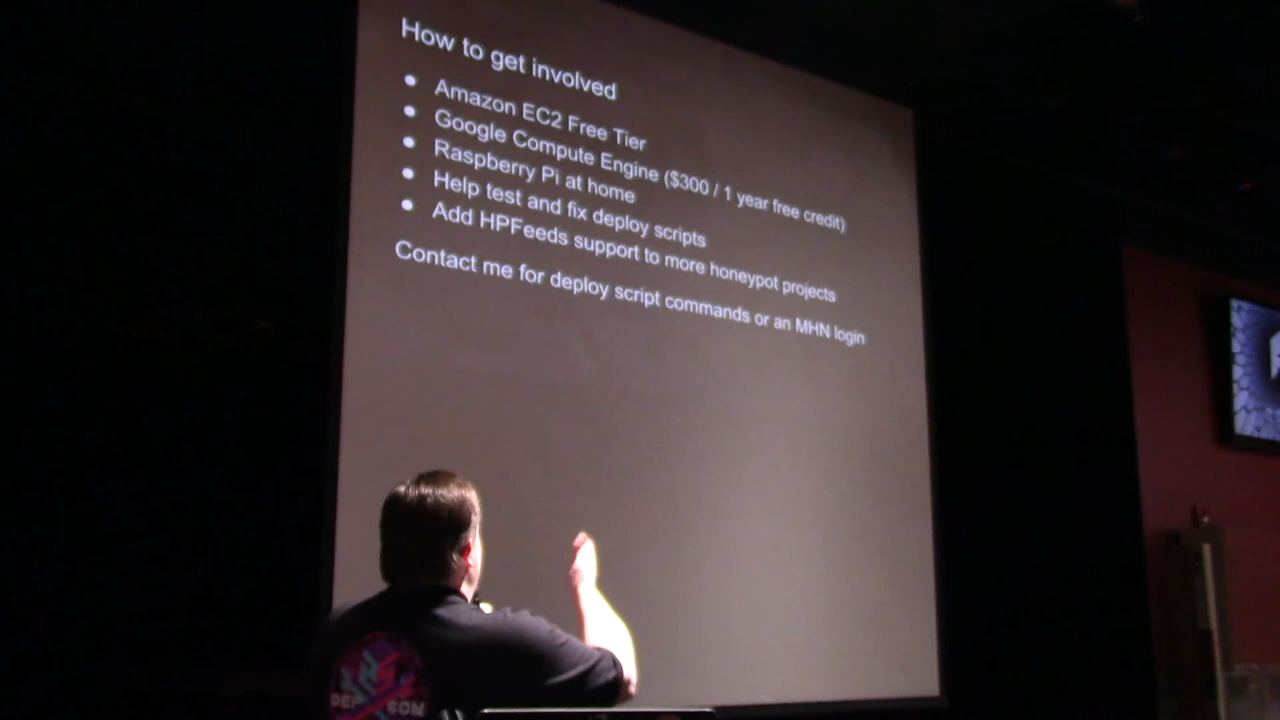 How to get involved
● Amazon EC2 Free Tier
● Google Compute Engine ($300 / 1 year free credit)
● Raspberry Pi at home
● Help test and fix deploy scripts
● Add HPFeeds support to more honeypot projects
Contact me for deploy script commands or an MHN login